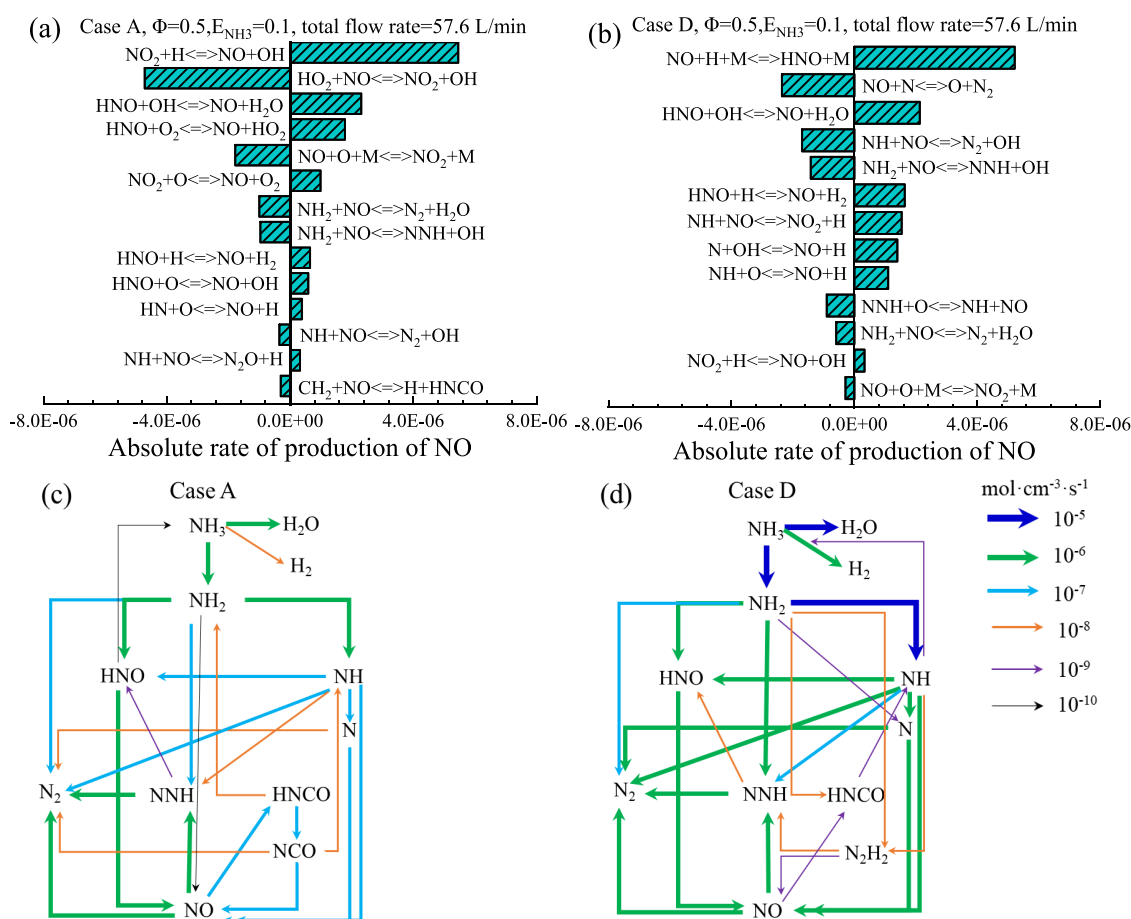 (a)
Case A, Φ=0.5,E_NH3=0.1, total flow rate=57.6 L/min
NO₂+H<=>NO+OH
HO₂+NO<=>NO₂+OH
HNO+OH<=>NO+H₂O
HNO+O₂<=>NO+HO₂
NO+O+M<=>NO₂+M
NO₂+O<=>NO+O₂
NH₂+NO<=>N₂+H₂O
NH₂+NO<=>NNH+OH
HNO+H<=>NO+H₂
HNO+O<=>NO+OH
HN+O<=>NO+H
NH+NO<=>N₂+OH
NH+NO<=>N₂O+H
CH₂+NO<=>H+HNCO
-8.0E-06 -4.0E-06 0.0E+00 4.0E-06 8.0E-06
Absolute rate of production of NO
(b)
Case D, Φ=0.5,E_NH3=0.1, total flow rate=57.6 L/min
NO+H+M<=>HNO+M
NO+N<=>O+N₂
HNO+OH<=>NO+H₂O
NH+NO<=>N₂+OH
NH₂+NO<=>NNH+OH
HNO+H<=>NO+H₂
NH+NO<=>NO₂+H
N+OH<=>NO+H
NH+O<=>NO+H
NNH+O<=>NH+NO
NH₂+NO<=>N₂+H₂O
NO₂+H<=>NO+OH
NO+O+M<=>NO₂+M
-8.0E-06 -4.0E-06 0.0E+00 4.0E-06 8.0E-06
Absolute rate of production of NO
(c)
Case A
NH₃
H₂O
H₂
NH₂
HNO
NH
N
N₂
NNH
HNCO
NCO
NO
(d)
Case D
NH₃
H₂O
H₂
NH₂
HNO
NH
N
N₂
NNH
HNCO
N₂H₂
NO
mol·cm⁻³·s⁻¹
10⁻⁵
10⁻⁶
10⁻⁷
10⁻⁸
10⁻⁹
10⁻¹⁰